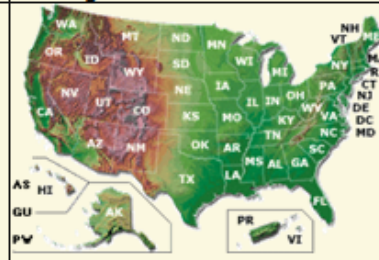 WA MT ND MN NH ME
VT
OR ID SD WI NY
WY MI
NV UT NE IA PA CT
CO IL IN OH NJ
CA KS MO WV VA DE
KY DC
AZ NM OK AR TN NC MD
SC
MS AL GA
TX LA
AS HI FL
GU AK PR
PW VI